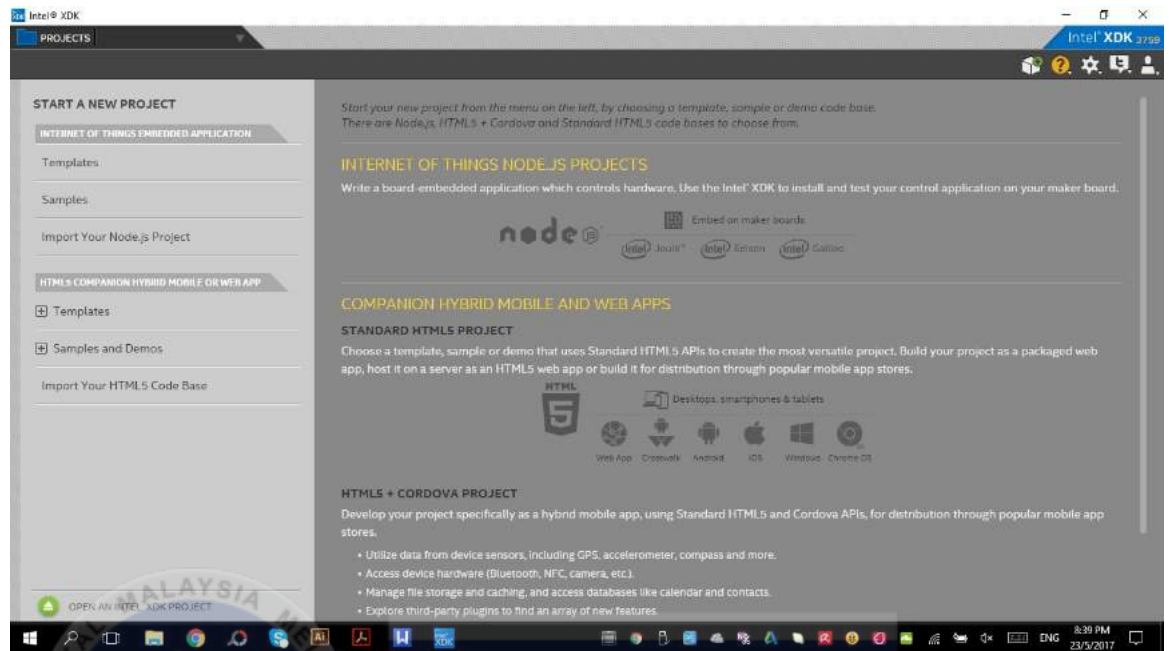 Intel® XDK
PROJECTS
Intel® XDK 3759
START A NEW PROJECT
INTERNET OF THINGS EMBEDDED APPLICATION
Templates
Samples
Import Your Node.js Project
HTML5 COMPANION HYBRID MOBILE OR WEB APP
Templates
Samples and Demos
Import Your HTML5 Code Base
OPEN AN INTEL XDK PROJECT
Start your new project from the menu on the left, by choosing a template, sample or demo code base.
There are Node.js, HTML5 + Cordova and Standard HTML5 code bases to choose from.
INTERNET OF THINGS NODE.JS PROJECTS
Write a board-embedded application which controls hardware. Use the Intel® XDK to install and test your control application on your maker board.
node JS
Embed on maker boards
intel Joule™ intel Edison intel Galileo
COMPANION HYBRID MOBILE AND WEB APPS
STANDARD HTML5 PROJECT
Choose a template, sample or demo that uses Standard HTML5 APIs to create the most versatile project. Build your project as a packaged web
app, host it on a server as an HTML5 web app or build it for distribution through popular mobile app stores.
HTML
5
Desktops, smartphones & tablets
Web App Crosswalk Android iOS Windows Chrome OS
HTML5 + CORDOVA PROJECT
Develop your project specifically as a hybrid mobile app, using Standard HTML5 and Cordova APIs, for distribution through popular mobile app
stores.
• Utilize data from device sensors, including GPS, accelerometer, compass and more.
• Access device hardware (Bluetooth, NFC, camera, etc.).
• Manage file storage and caching, and access databases like calendar and contacts.
• Explore third-party plugins to find an array of new features.
MALAYSIA
Ai
XDK
ENG
8:39 PM
23/5/2017